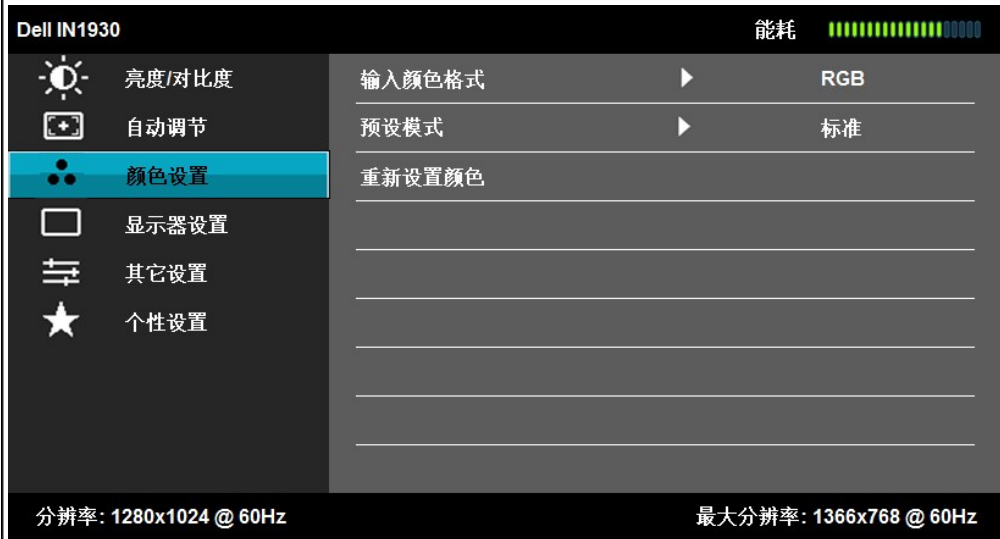 Dell IN1930 能耗
亮度/对比度 输入颜色格式 RGB
自动调节 预设模式 标准
颜色设置 重新设置颜色
显示器设置
其它设置
个性设置
分辨率: 1280x1024 @ 60Hz 最大分辨率: 1366x768 @ 60Hz